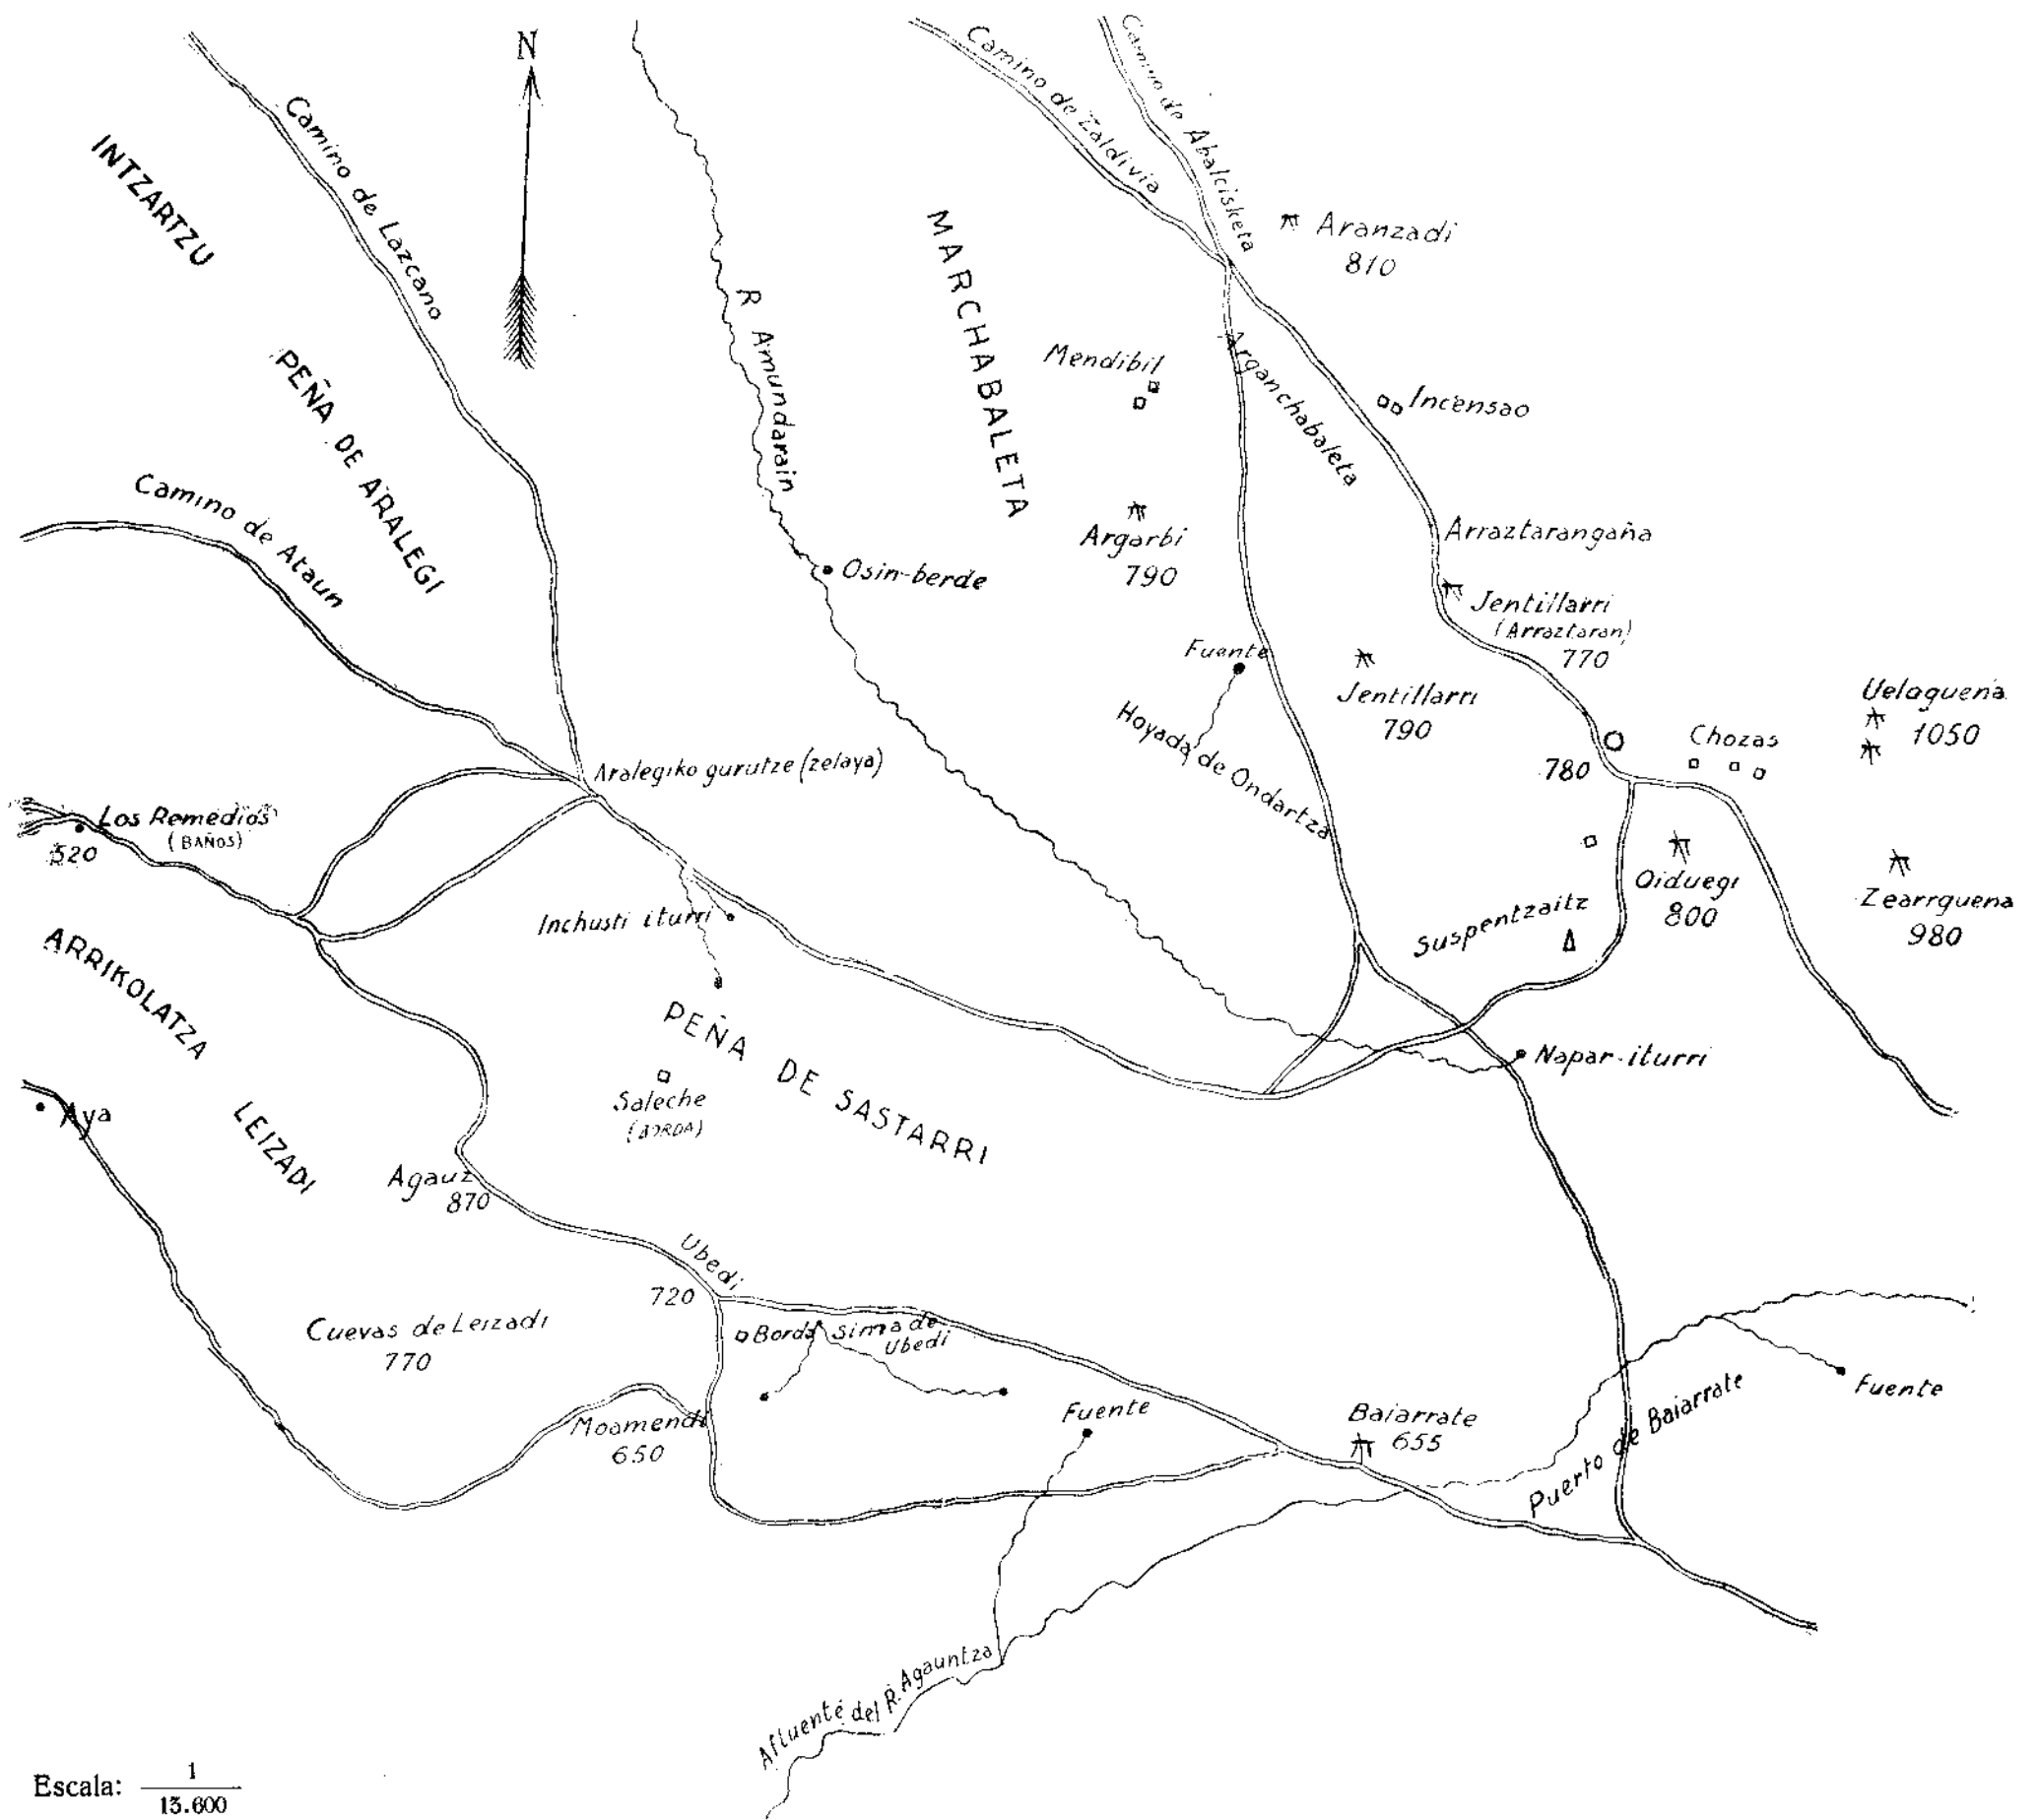 N
Camino de Zaldivia
Camino de Abalcisketa
Camino de Lazcano
INTZARTZU
MARCHABALETA
Aranzadi
810
R Amundarain
PEÑA DE ARALEGI
Mendibil
Arganchabaleta
Incensao
Camino de Ataun
Argarbi
790
Arraztarangaña
Osin-berde
Jentillarri
(Arraztaran)
770
Fuente
Jentillarri
790
Uelaguena
1050
Hoyada de Ondartza
Chozas
780
Aralegiko gurutze (zelaya)
Los Remedios
(BAÑOS)
520
Oiduegi
800
Zearrguena
980
Inchusti iturri
Suspentzaitz
ARRIKOLATZA
PEÑA DE SASTARRI
Napar-iturri
Saleche
(BORDA)
Aya
LEIZADI
Agauz
870
Ubedi
720
Cuevas de Leizadi
770
Borda
Sima de
Ubedi
Fuente
Moamendi
650
Fuente
Baiarrate
655
Puerto de Baiarrate
Afluente del R. Agauntza
Escala: 1
13.600